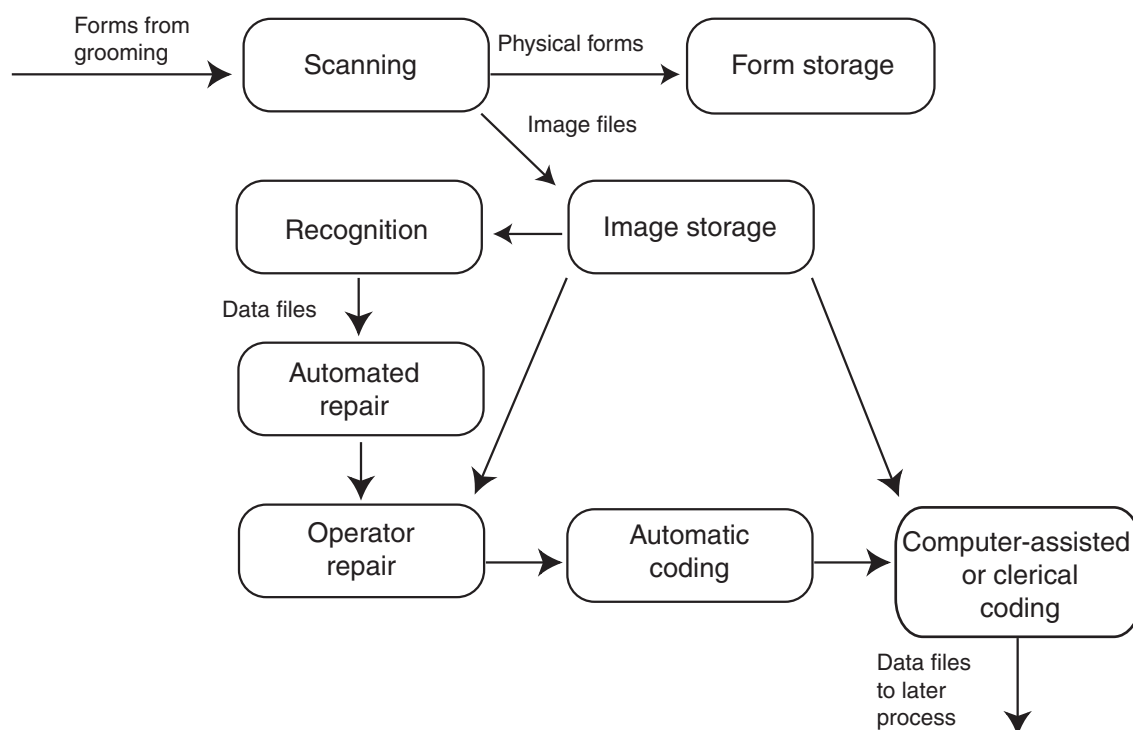 Forms from
grooming
Scanning
Physical forms
Form storage
Image files
Recognition
Image storage
Data files
Automated
repair
Operator
repair
Automatic
coding
Computer-assisted
or clerical
coding
Data files
to later
process